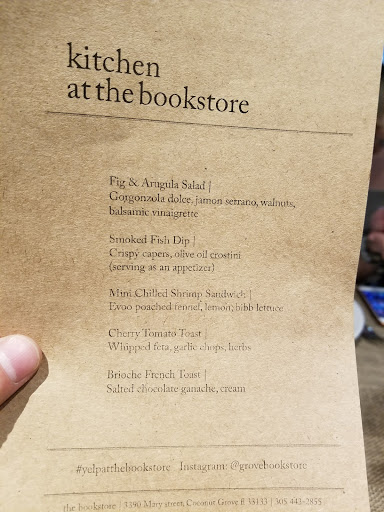 kitchen
at the bookstore
Fig & Arugula Salad |
Gorgonzola dolce, jamon serrano, walnuts,
balsamic vinaigrette
Smoked Fish Dip |
Crispy capers, olive oil crostini
(serving as an appetizer)
Mini Chilled Shrimp Sandwich |
Evoo poached fennel, lemon, bibb lettuce
Cherry Tomato Toast |
Whipped feta, garlic chops, herbs
Brioche French Toast |
Salted chocolate ganache, cream
#yelpatthebookstore Instagram: @grovebookstore
the bookstore | 3390 Mary street, Coconut Grove fl 33133 | 305 443-2855